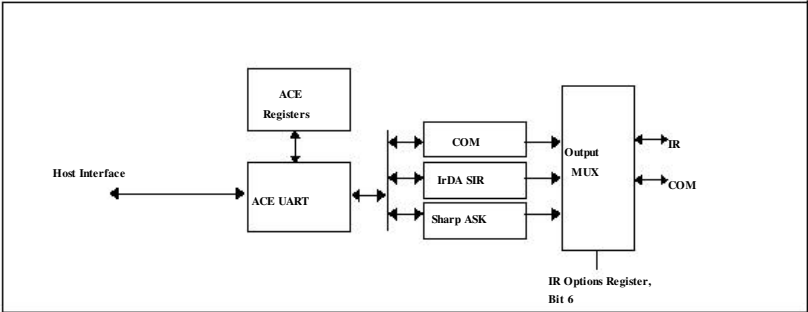 ACE
Registers
Host Interface
ACE UART
COM
IrDA SIR
Sharp ASK
Output
MUX
IR
COM
IR Options Register,
Bit 6